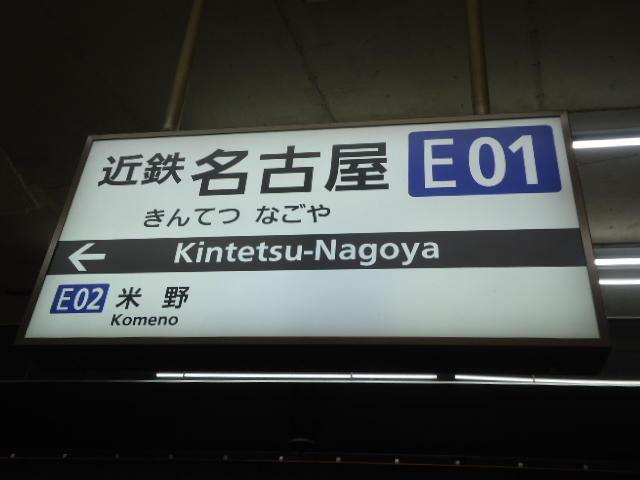 近鉄 名古屋 E01
きんてつ なごや
← Kintetsu-Nagoya
E02 米野
Komeno